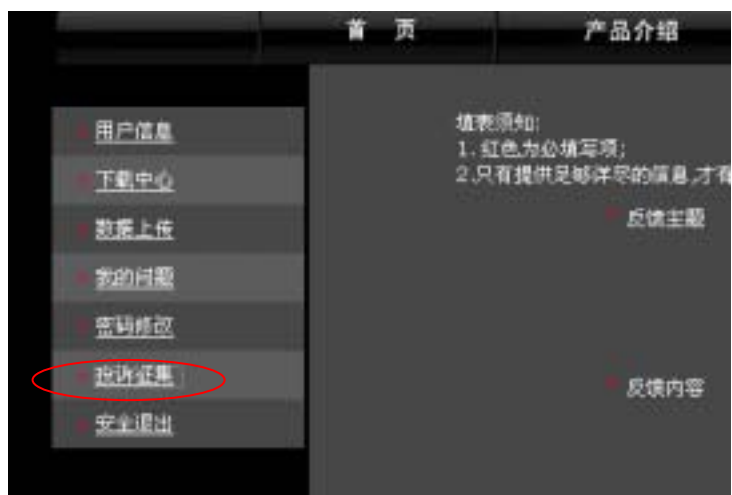 首 页
产品介绍
用户信息
下载中心
数据上传
我的问题
密码修改
投诉征集
安全退出
填表须知:
1.红色为必填写项;
2.只有提供足够详尽的信息,才有
* 反馈主题
* 反馈内容